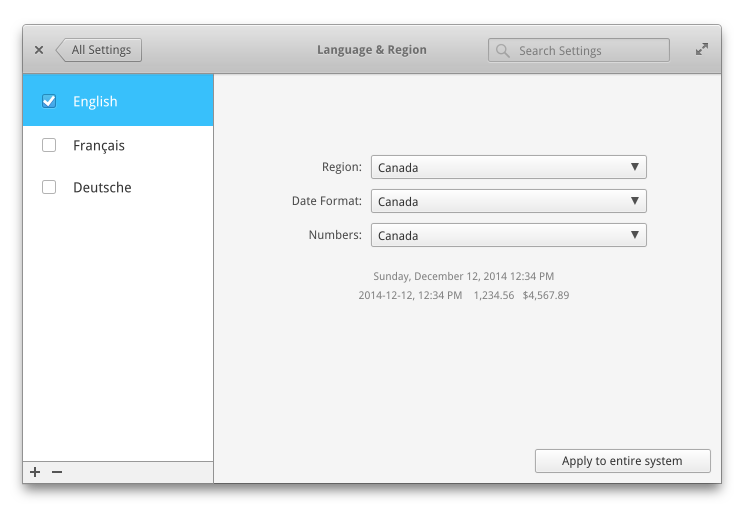 All Settings
Language & Region
Search Settings
English
Français
Deutsche
Region: Canada
Date Format: Canada
Numbers: Canada
Sunday, December 12, 2014 12:34 PM
2014-12-12, 12:34 PM 1,234.56 $4,567.89
Apply to entire system